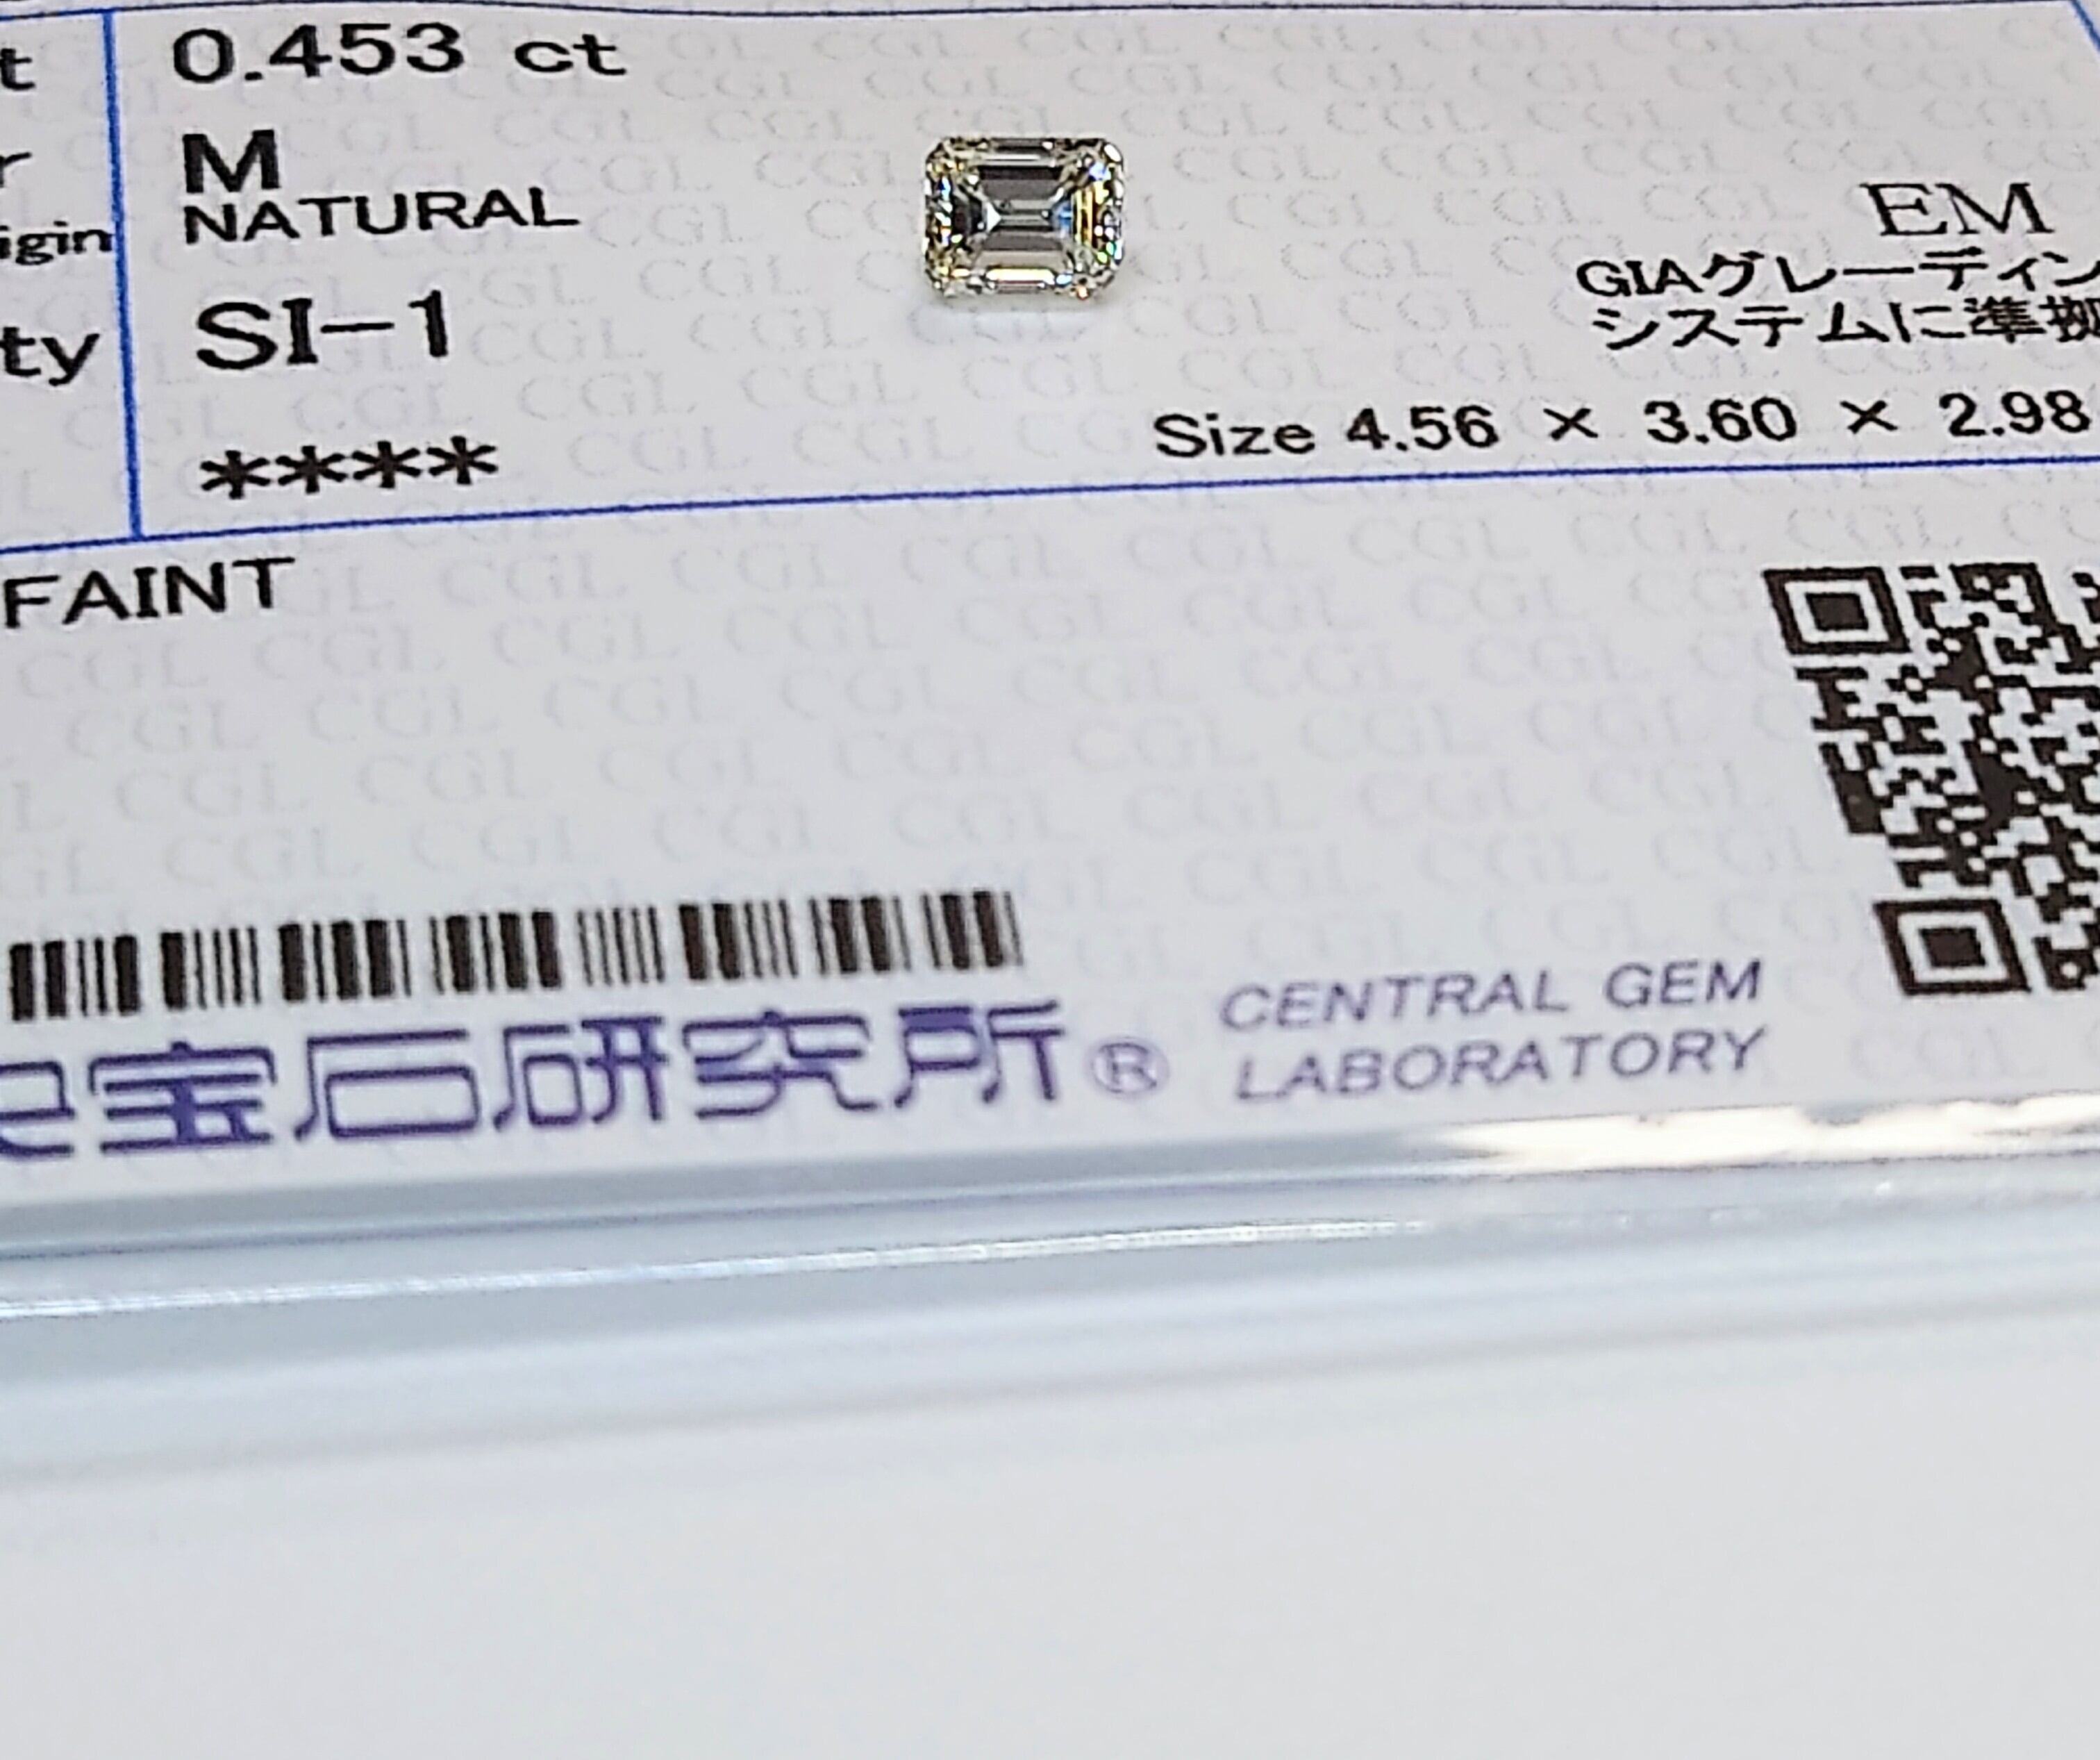 t 0.453 ct
r M
igin NATURAL
ty SI-1
****
EM
GIAグレーディン
システムに準拠
Size 4.56 × 3.60 × 2.98
FAINT
宝石研究所®
CENTRAL GEM
LABORATORY